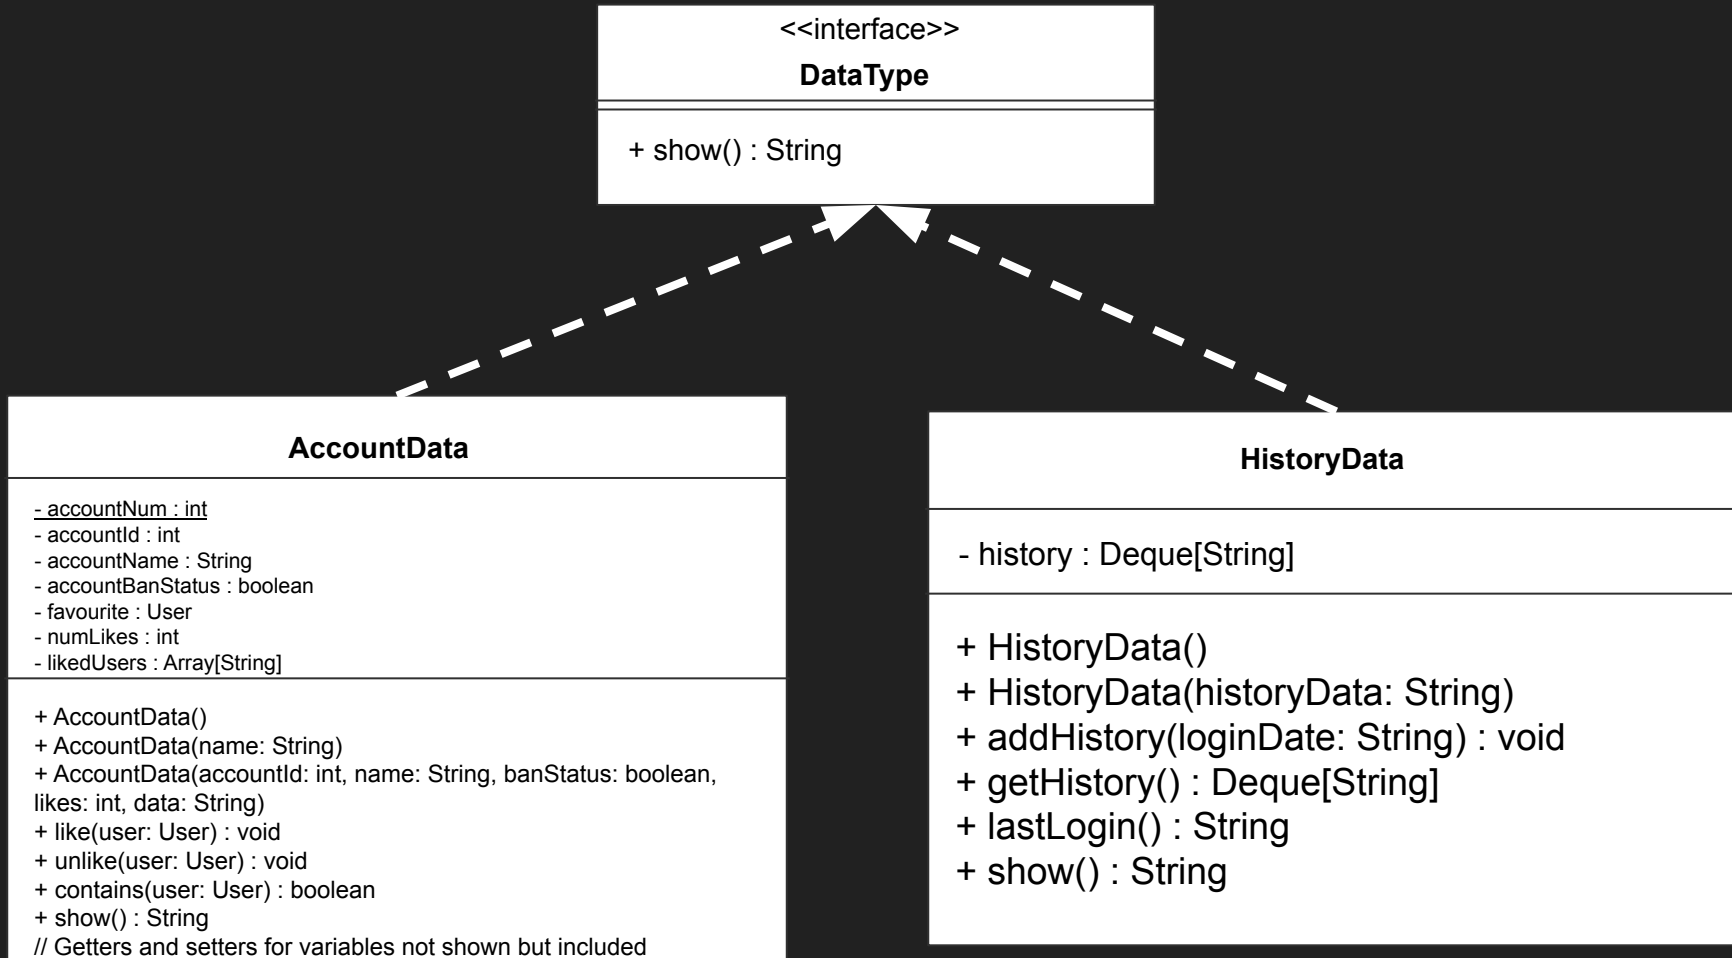 <<interface>>
DataType
+ show() : String
AccountData
- accountNum : int
- accountId : int
- accountName : String
- accountBanStatus : boolean
- favourite : User
- numLikes : int
- likedUsers : Array[String]
+ AccountData()
+ AccountData(name: String)
+ AccountData(accountId: int, name: String, banStatus: boolean,
likes: int, data: String)
+ like(user: User) : void
+ unlike(user: User) : void
+ contains(user: User) : boolean
+ show() : String
// Getters and setters for variables not shown but included
HistoryData
- history : Deque[String]
+ HistoryData()
+ HistoryData(historyData: String)
+ addHistory(loginDate: String) : void
+ getHistory() : Deque[String]
+ lastLogin() : String
+ show() : String